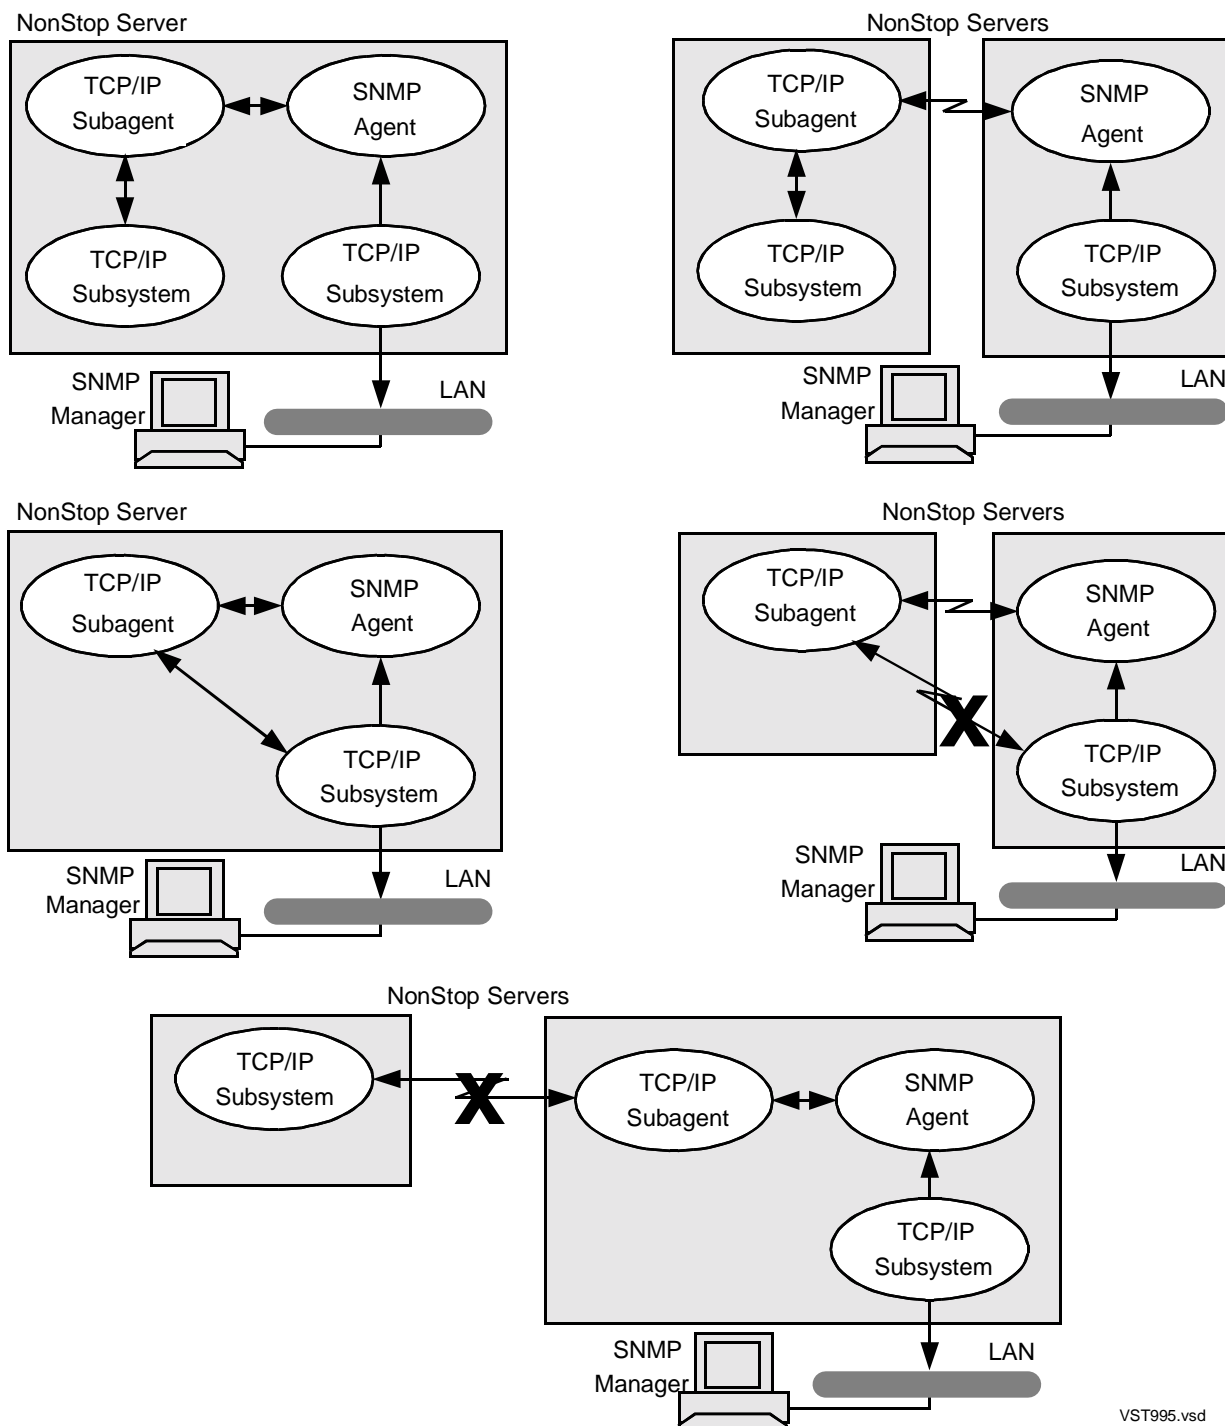 NonStop Server
TCP/IP
Subagent
SNMP
Agent
TCP/IP
Subsystem
TCP/IP
Subsystem
SNMP
Manager
LAN
NonStop Servers
TCP/IP
Subagent
SNMP
Agent
TCP/IP
Subsystem
TCP/IP
Subsystem
SNMP
Manager
LAN
NonStop Server
TCP/IP
Subagent
SNMP
Agent
TCP/IP
Subsystem
SNMP
Manager
LAN
NonStop Servers
TCP/IP
Subagent
SNMP
Agent
X
TCP/IP
Subsystem
SNMP
Manager
LAN
NonStop Servers
TCP/IP
Subsystem
X
TCP/IP
Subagent
SNMP
Agent
TCP/IP
Subsystem
SNMP
Manager
LAN
VST995.vsd